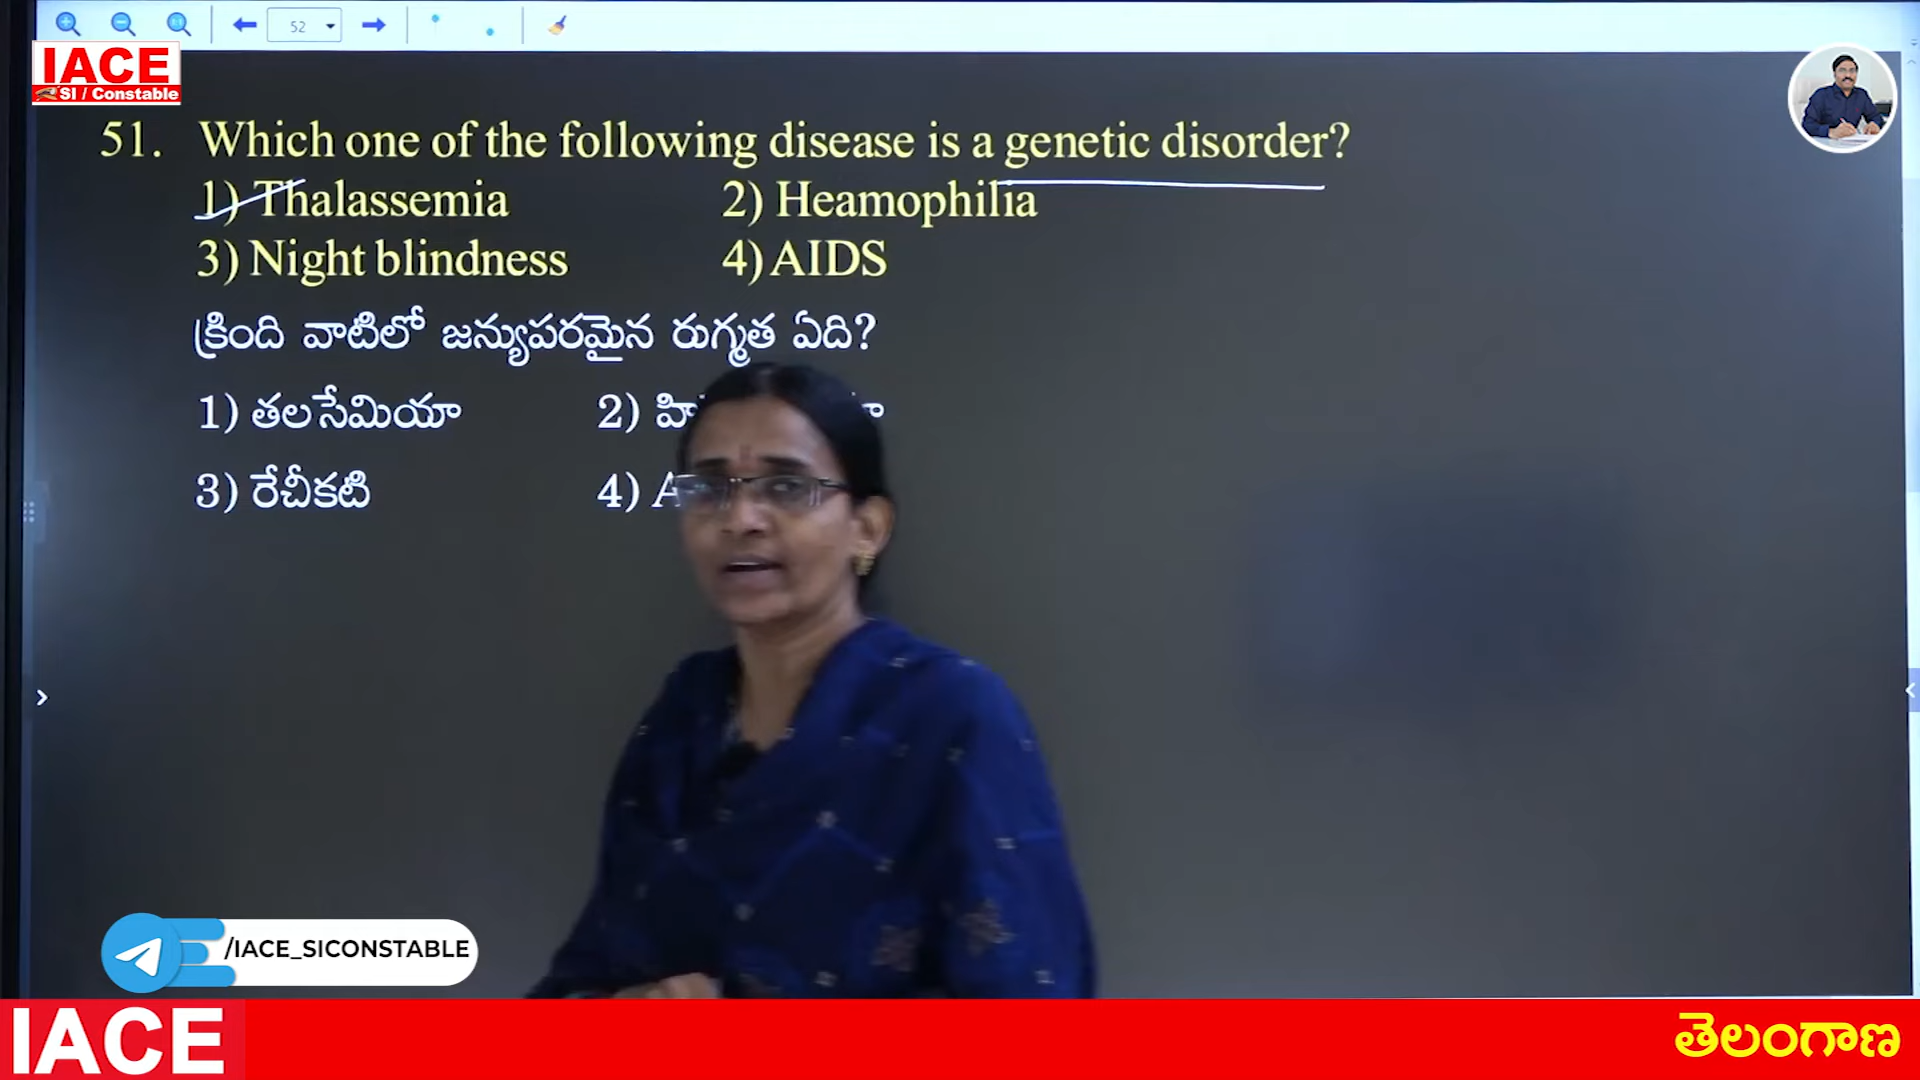 52
IACE
SI / Constable
51. Which one of the following disease is a genetic disorder?
1) Thalassemia 2) Heamophilia
3) Night blindness 4) AIDS
క్రింది వాటిలో జన్యుపరమైన రుగ్మత ఏది?
1) తలసేమియా 2)
3) రేచీకటి 4)
/IACE_SICONSTABLE
IACE
తెలంగాణ